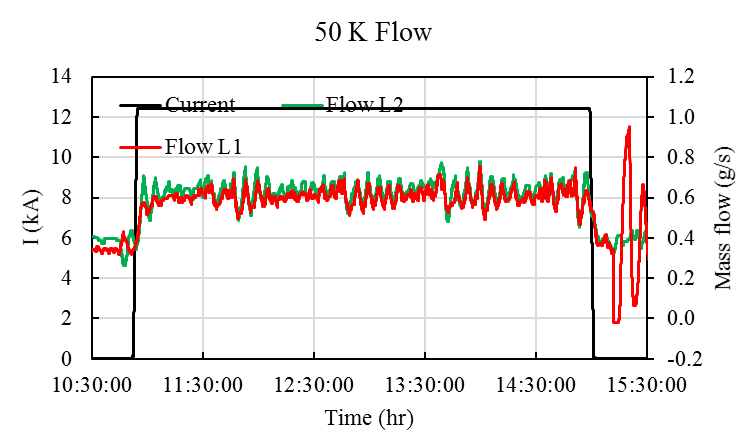 50 K Flow
14
12
10
8
6
4
2
0
I (kA)
Current
Flow L2
Flow L1
1.2
1.0
0.8
0.6
0.4
0.2
0.0
-0.2
Mass flow (g/s)
10:30:00 11:30:00 12:30:00 13:30:00 14:30:00 15:30:00
Time (hr)